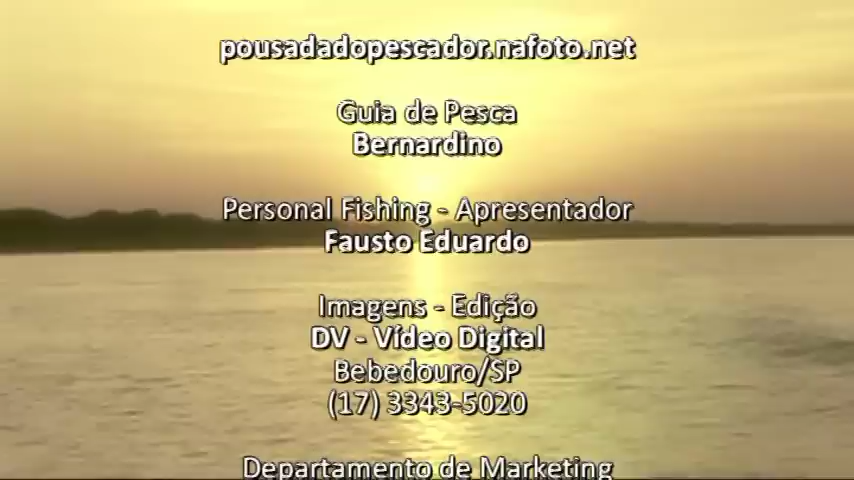 pousadadopescador.nafoto.net
Guia de Pesca
Bernardino
Personal Fishing - Apresentador
Fausto Eduardo
Imagens - Edição
DV - Vídeo Digital
Bebedouro/SP
(17) 3343-5020
Departamento de Marketing